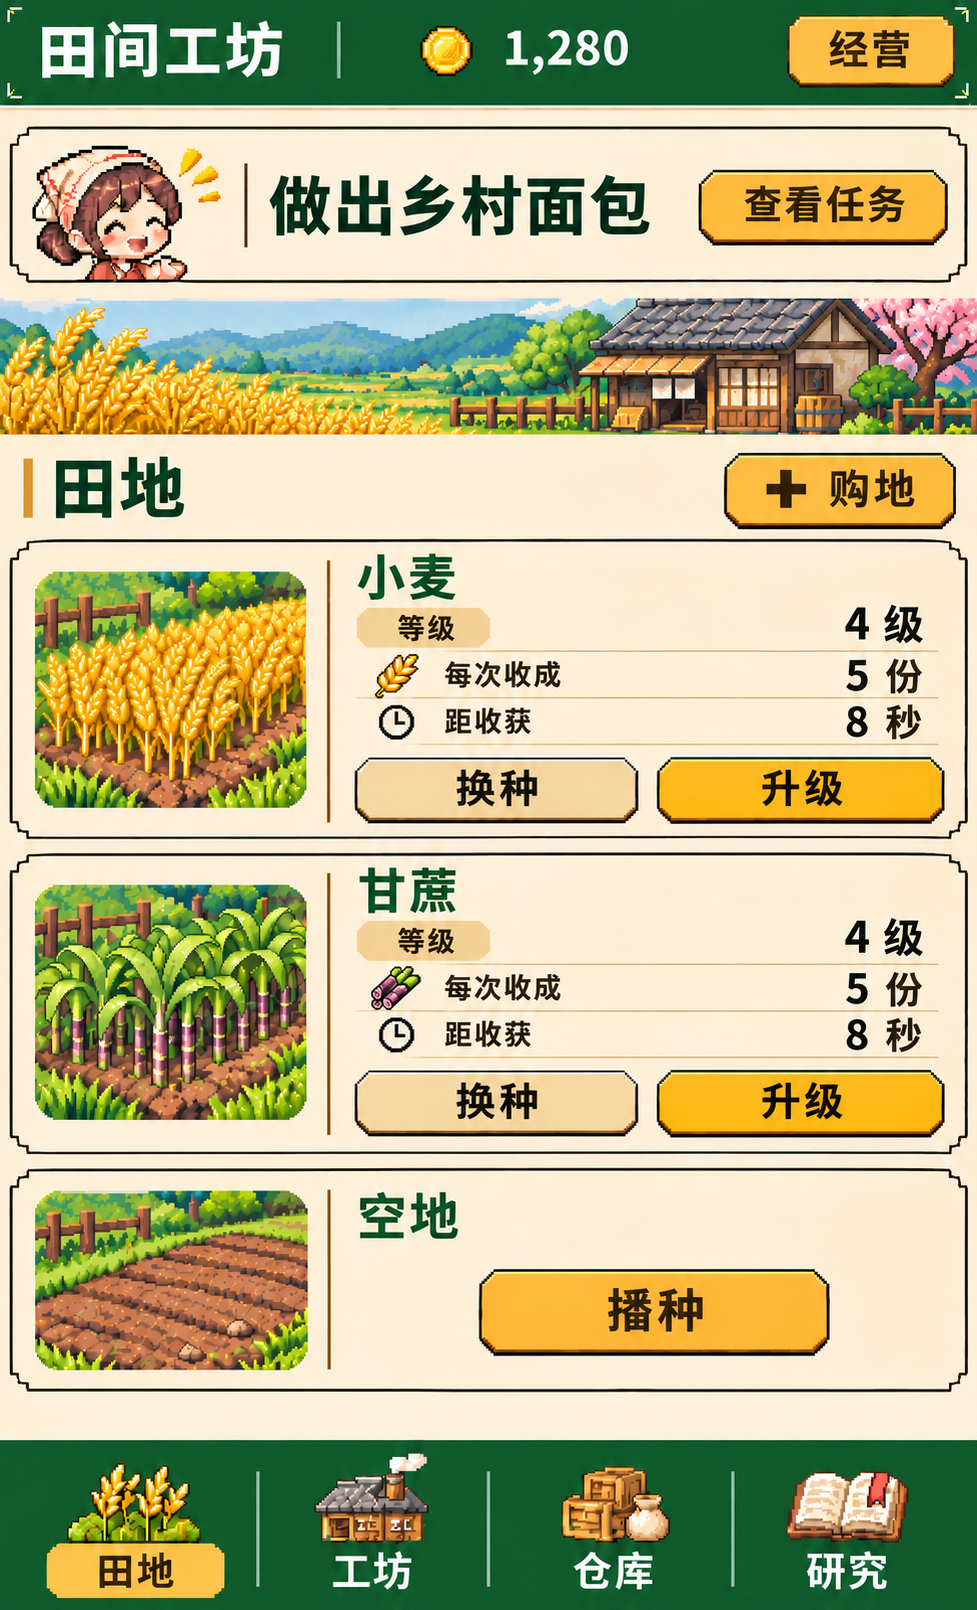 田间工坊 1,280 经营
做出乡村面包 查看任务
田地 购地
小麦
等级 4 级
每次收成 5 份
距收获 8 秒
换种 升级
甘蔗
等级 4 级
每次收成 5 份
距收获 8 秒
换种 升级
空地
播种
田地 工坊 仓库 研究